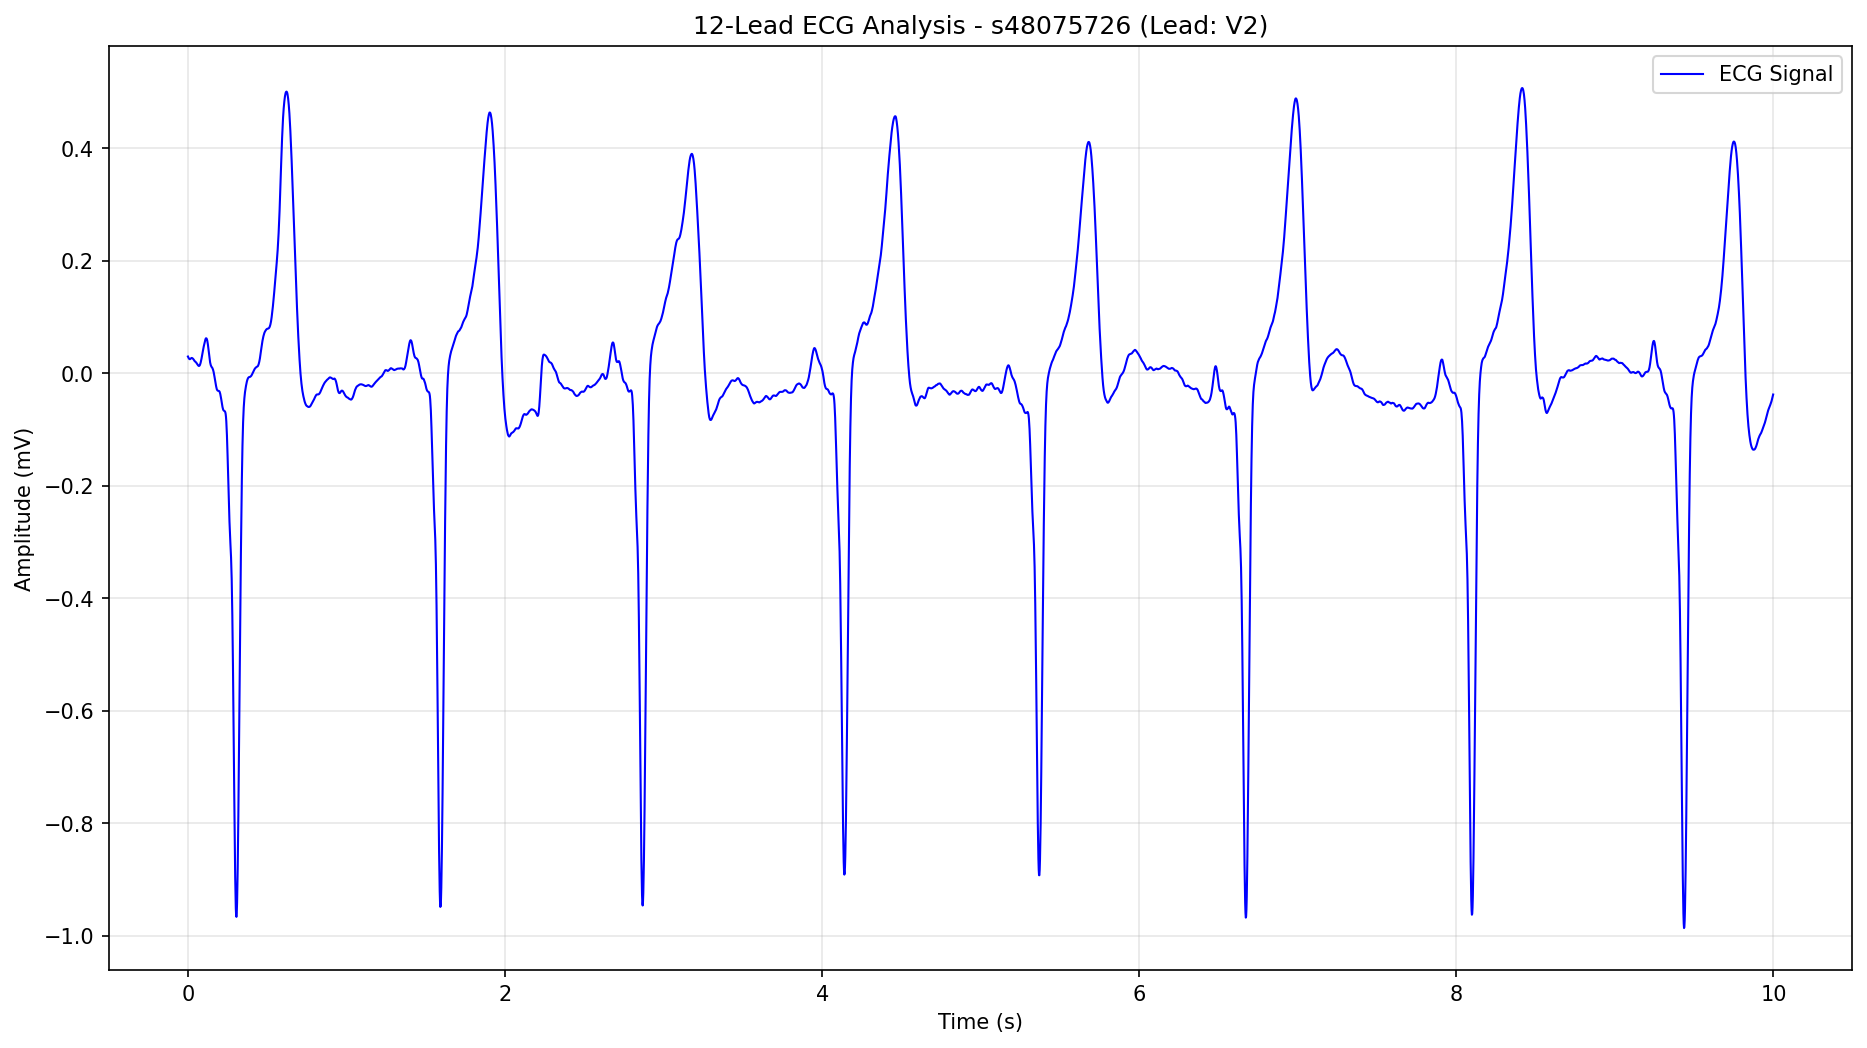 12-Lead ECG Analysis - s48075726 (Lead: V2)
ECG Signal
0.4
0.2
0.0
−0.2
−0.4
−0.6
−0.8
−1.0
Amplitude (mV)
0 2 4 6 8 10
Time (s)